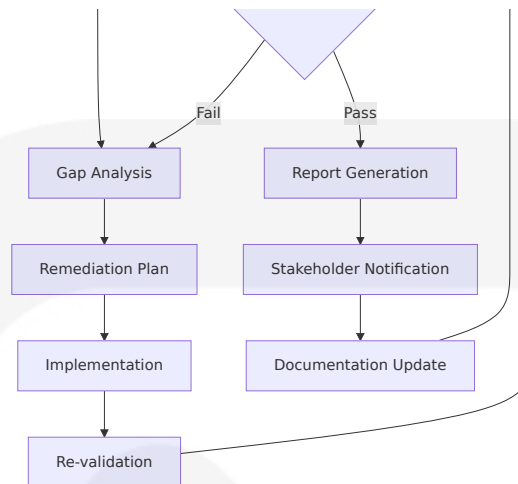 Fail
Pass
Gap Analysis
Report Generation
Remediation Plan
Stakeholder Notification
Implementation
Documentation Update
Re-validation